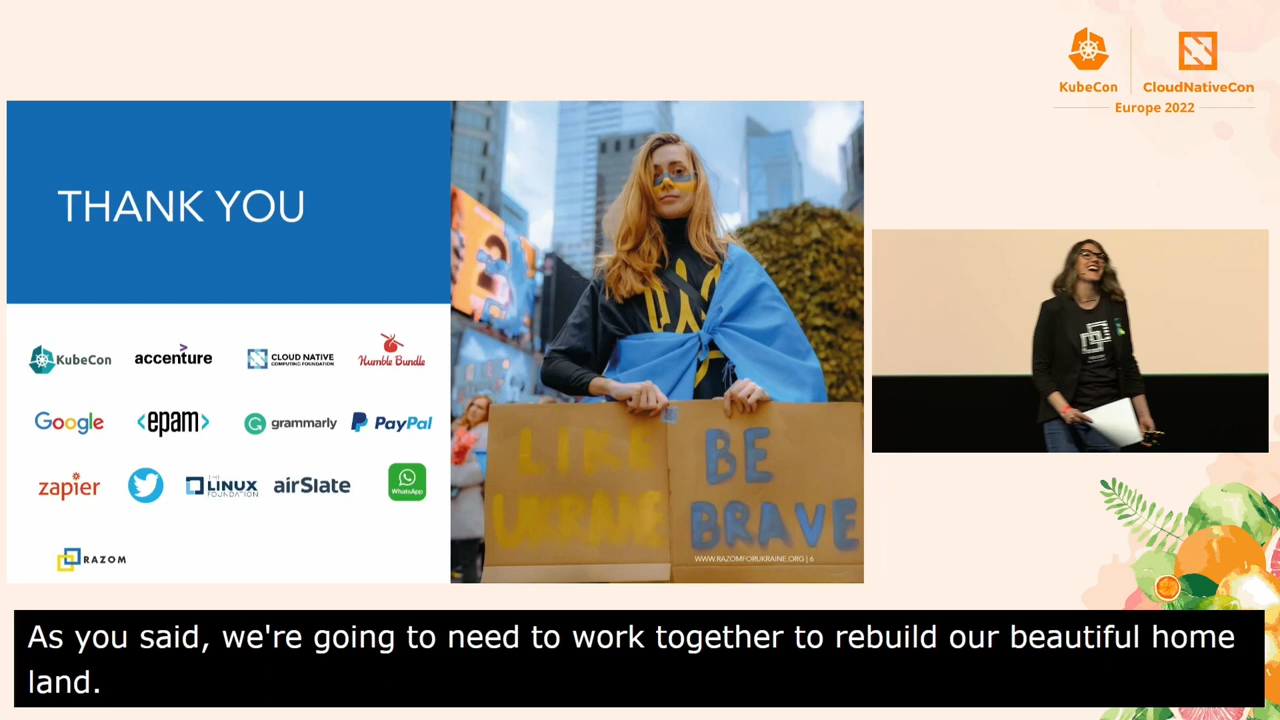 KubeCon
CloudNativeCon
Europe 2022
THANK YOU
KubeCon
accenture
CLOUD NATIVE
COMPUTING FOUNDATION
Humble Bundle
Google
<epam>
grammarly
PayPal
zapier
THE
LINUX
FOUNDATION
airSlate
WhatsApp
RAZOM
LIKE
UKRAINE
BE
BRAVE
WWW.RAZOMFORUKRAINE.ORG | 6
As you said, we're going to need to work together to rebuild our beautiful home
land.